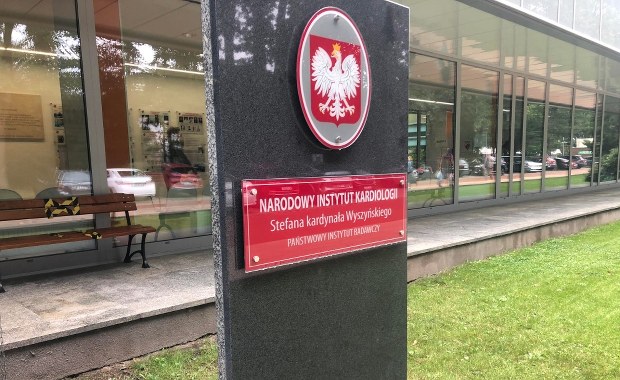 NARODOWY INSTYTUT KARDIOLOGII
Stefana kardynała Wyszyńskiego
PAŃSTWOWY INSTYTUT BADAWCZY